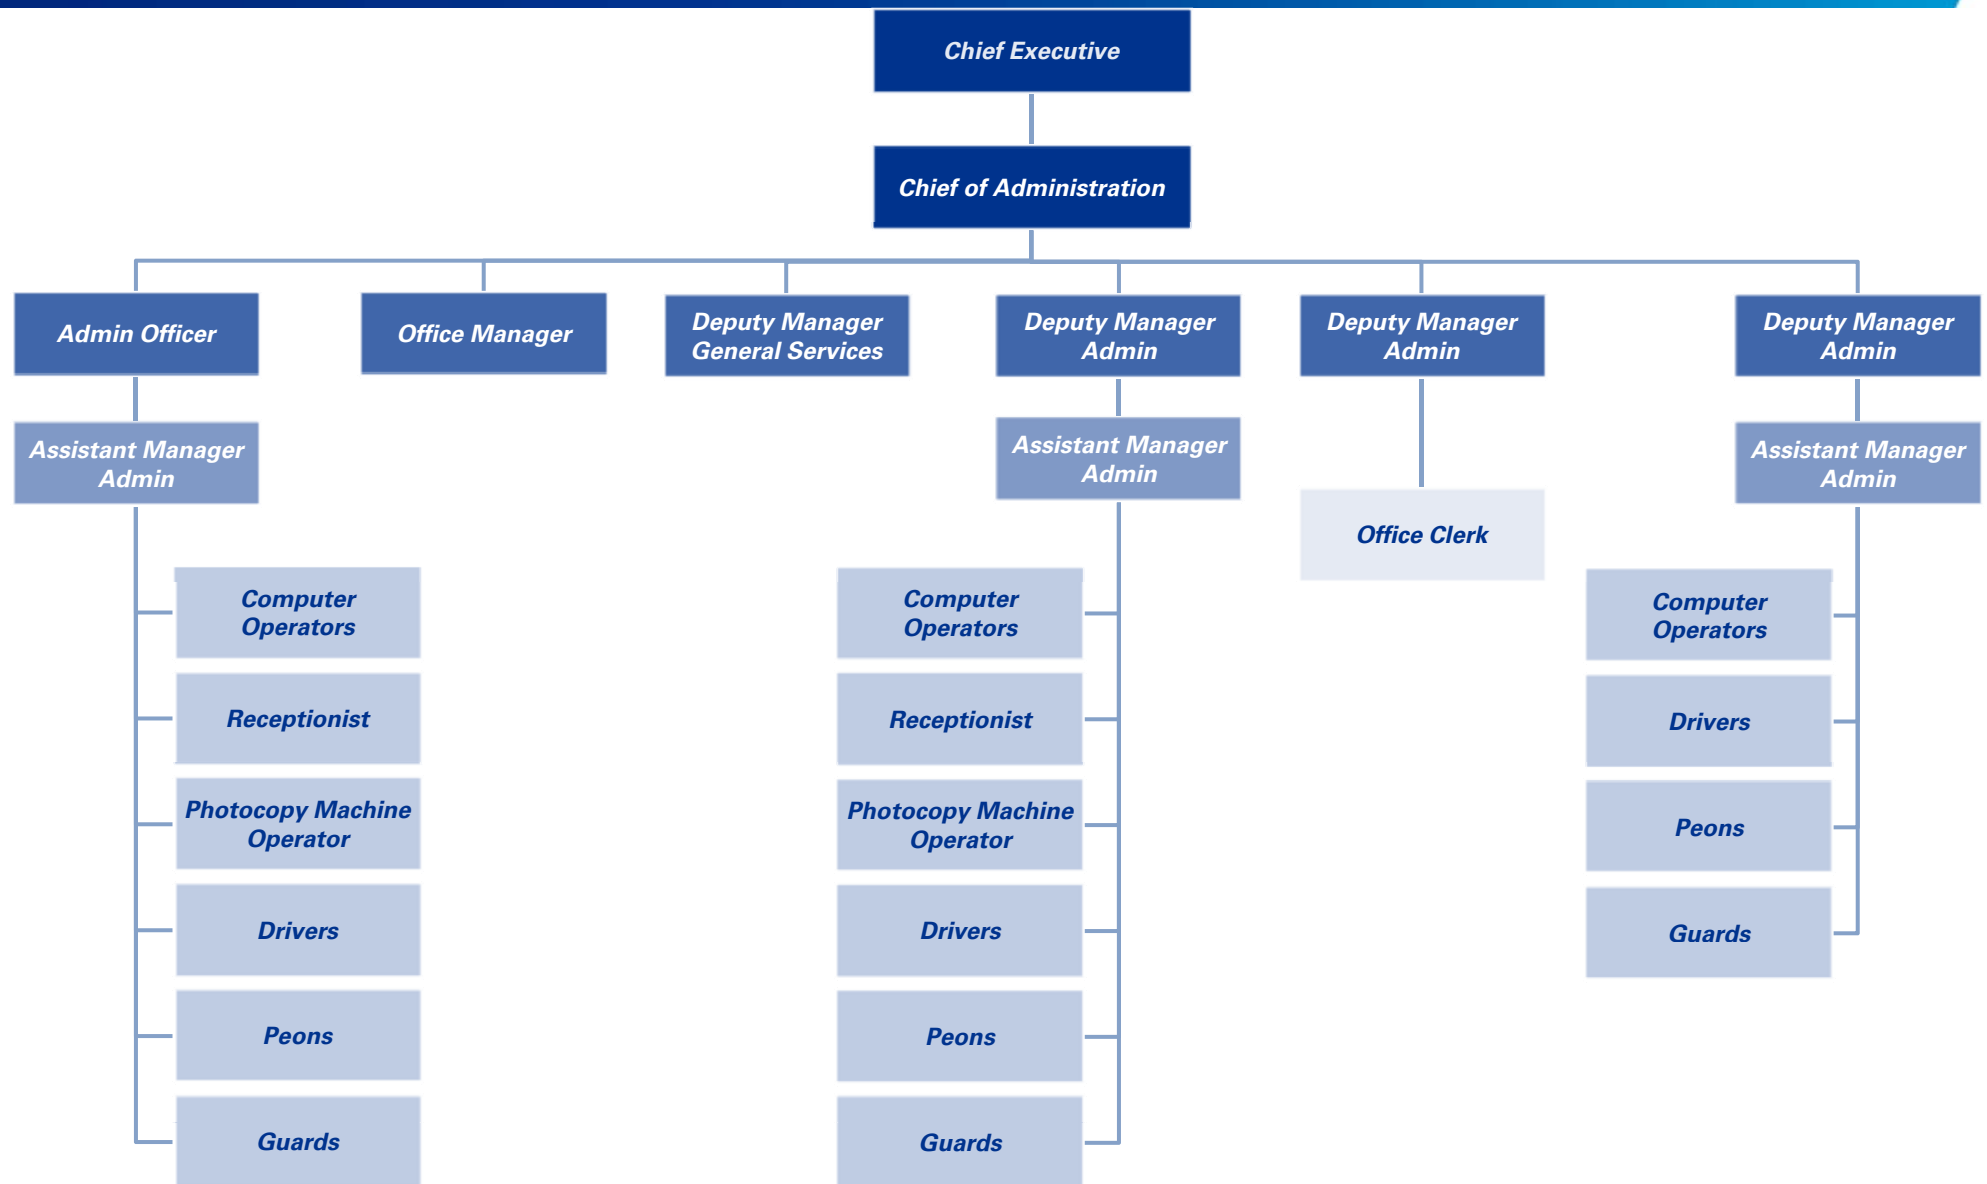 Chief Executive
Chief of Administration
Admin Officer
Office Manager
Deputy Manager
General Services
Deputy Manager
Admin
Deputy Manager
Admin
Deputy Manager
Admin
Assistant Manager
Admin
Assistant Manager
Admin
Assistant Manager
Admin
Office Clerk
Computer
Operators
Receptionist
Photocopy Machine
Operator
Drivers
Peons
Guards
Computer
Operators
Receptionist
Photocopy Machine
Operator
Drivers
Peons
Guards
Computer
Operators
Drivers
Peons
Guards